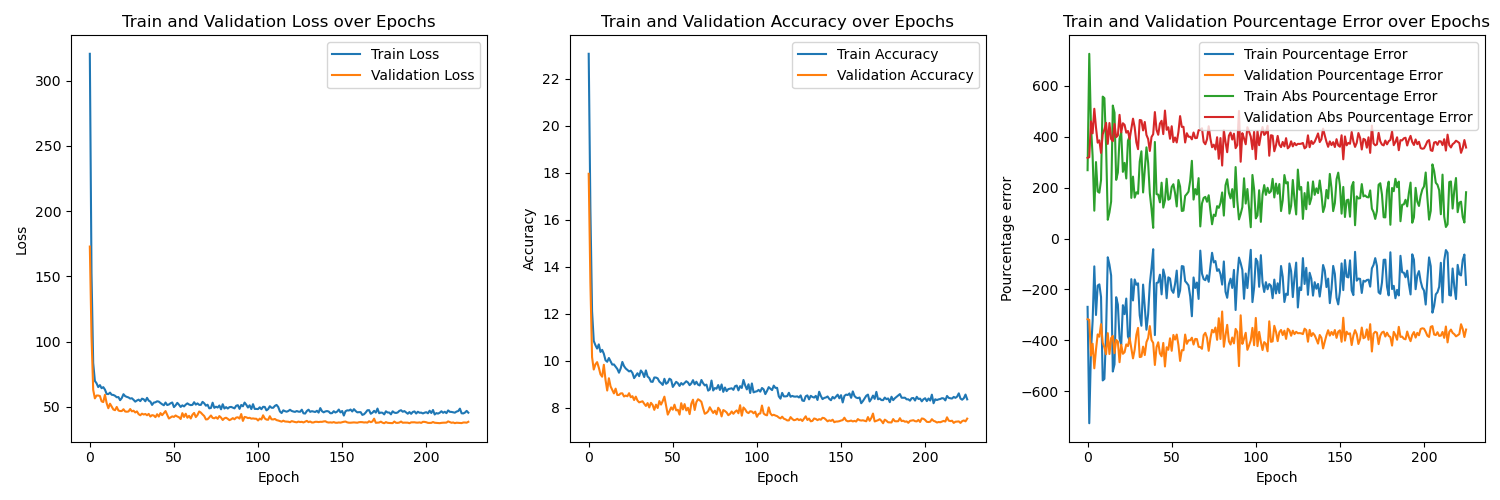 Train and Validation Loss over Epochs
Loss
300
250
200
150
100
50
0
50
100
150
200
Epoch
Train Loss
Validation Loss
Train and Validation Accuracy over Epochs
Accuracy
22
20
18
16
14
12
10
8
0
50
100
150
200
Epoch
Train Accuracy
Validation Accuracy
Train and Validation Pourcentage Error over Epochs
Pourcentage error
600
400
200
0
−200
−400
−600
0
50
100
150
200
Epoch
Train Pourcentage Error
Validation Pourcentage Error
Train Abs Pourcentage Error
Validation Abs Pourcentage Error